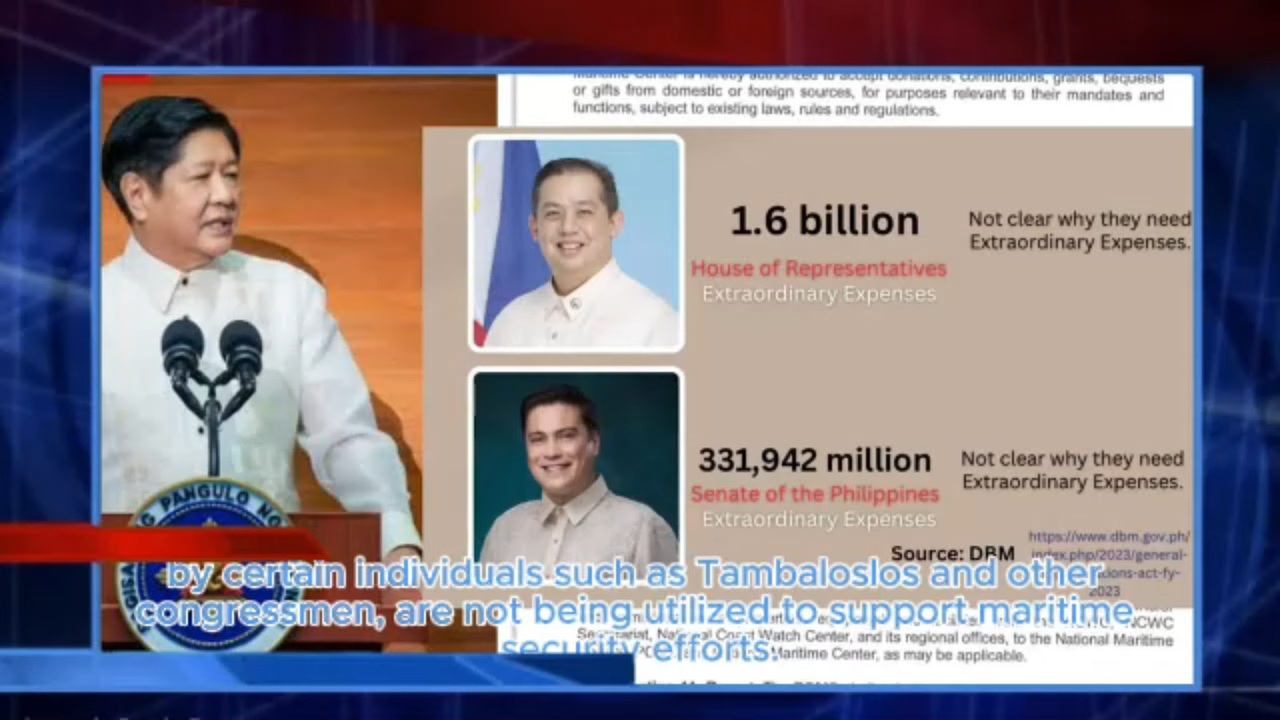 or gifts from domestic or foreign sources, for purposes relevant to their mandates and
functions, subject to existing laws, rules and regulations.
1.6 billion
House of Representatives
Extraordinary Expenses
Not clear why they need
Extraordinary Expenses.
331,942 million
Senate of the Philippines
Extraordinary Expenses
Not clear why they need
Extraordinary Expenses.
Source: DBM
https://www.dbm.gov.ph/
index.php/2023/general-
2023
PANGULO NG
by certain individuals such as Tambaloslos and other
congressmen, are not being utilized to support maritime
security efforts.
NCWC
Watch Center, and its regional offices, to the National Maritime
Maritime Center, as may be applicable.